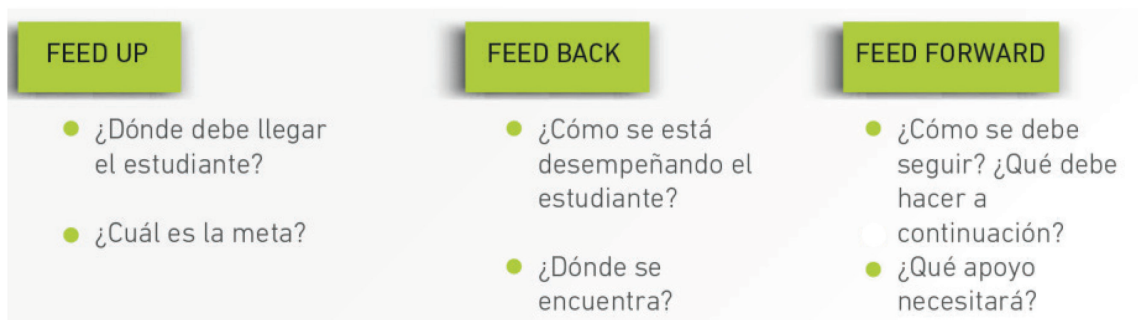 FEED UP
¿Dónde debe llegar
el estudiante?
¿Cuál es la meta?
FEED BACK
¿Cómo se está
desempeñando el
estudiante?
¿Dónde se
encuentra?
FEED FORWARD
¿Cómo se debe
seguir? ¿Qué debe
hacer a
continuación?
¿Qué apoyo
necesitará?